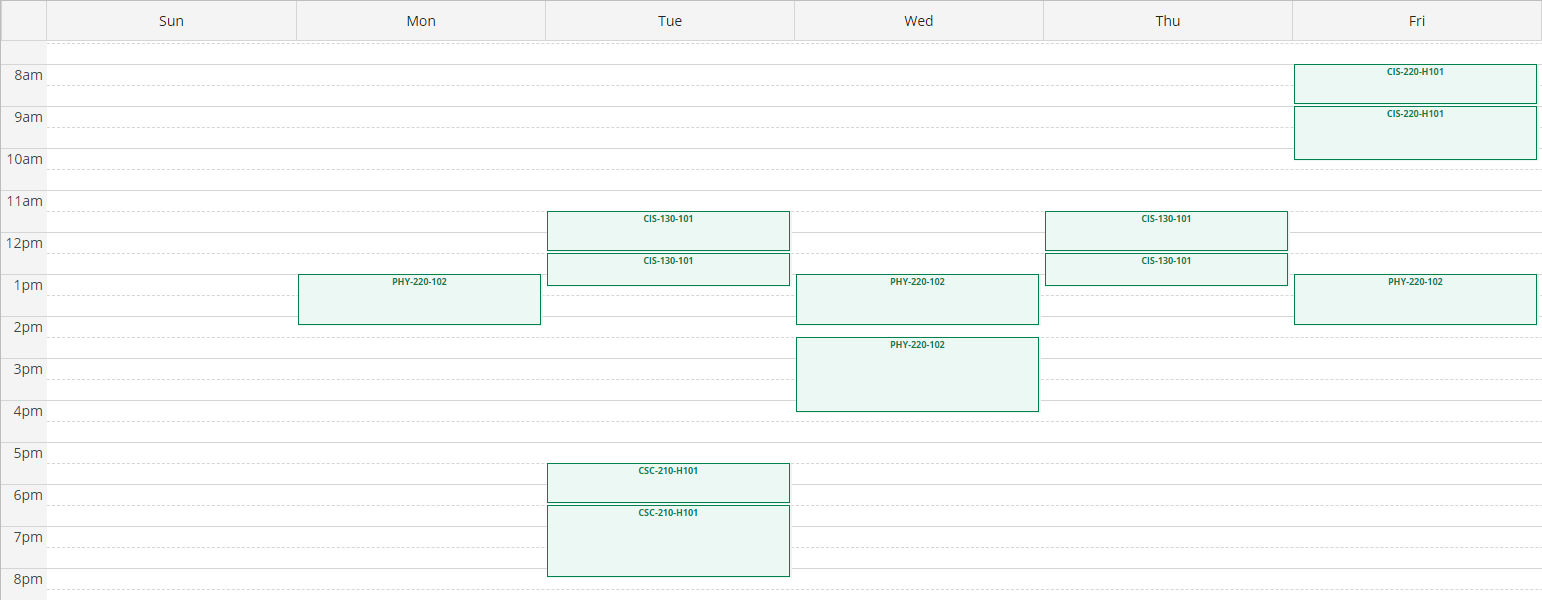 Sun Mon Tue Wed Thu Fri
8am CIS-220-H101
9am CIS-220-H101
10am
11am
CIS-130-101 CIS-130-101
12pm
CIS-130-101 CIS-130-101
1pm PHY-220-102 PHY-220-102 PHY-220-102
2pm
PHY-220-102
3pm
4pm
5pm
CSC-210-H101
6pm
CSC-210-H101
7pm
8pm